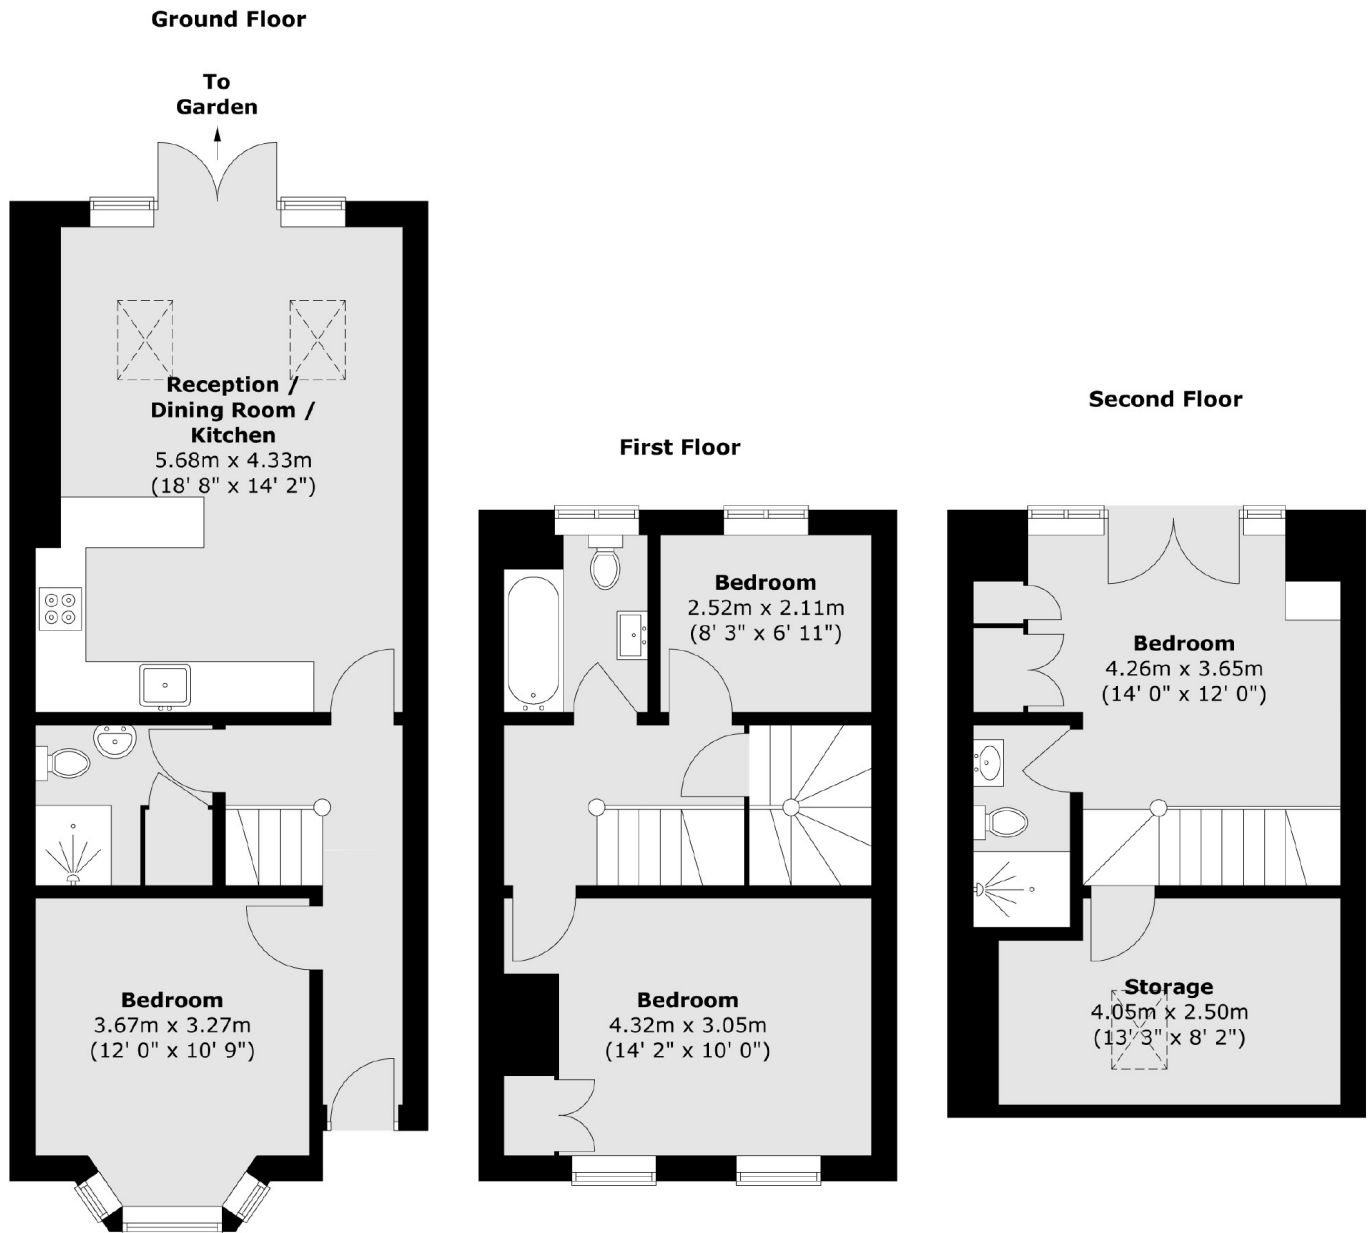 Ground Floor
To
Garden
Reception /
Dining Room /
Kitchen
5.68m x 4.33m
(18' 8" x 14' 2")
Bedroom
3.67m x 3.27m
(12' 0" x 10' 9")
First Floor
Bedroom
2.52m x 2.11m
(8' 3" x 6' 11")
Bedroom
4.32m x 3.05m
(14' 2" x 10' 0")
Second Floor
Bedroom
4.26m x 3.65m
(14' 0" x 12' 0")
Storage
4.05m x 2.50m
(13' 3" x 8' 2")